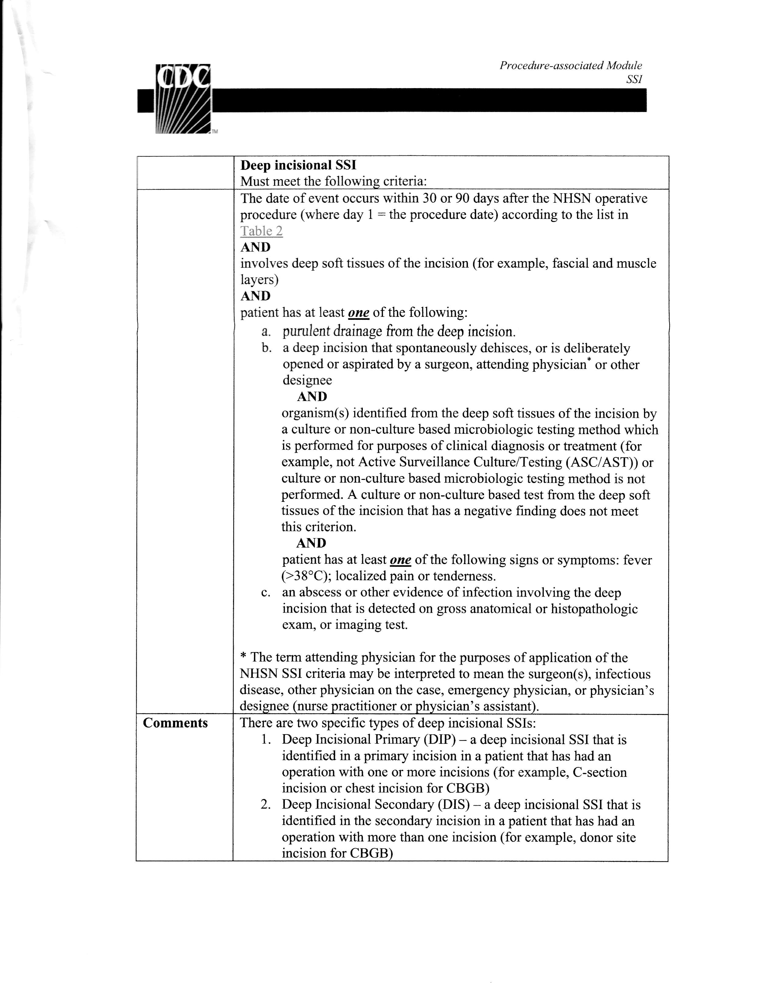 Procedure-associated Module
SSI
CDC
TM
Deep incisional SSI
Must meet the following criteria:
The date of event occurs within 30 or 90 days after the NHSN operative
procedure (where day 1 = the procedure date) according to the list in
Table 2
AND
involves deep soft tissues of the incision (for example, fascial and muscle
layers)
AND
patient has at least one of the following:
a. purulent drainage from the deep incision.
b. a deep incision that spontaneously dehisces, or is deliberately
opened or aspirated by a surgeon, attending physician* or other
designee
AND
organism(s) identified from the deep soft tissues of the incision by
a culture or non-culture based microbiologic testing method which
is performed for purposes of clinical diagnosis or treatment (for
example, not Active Surveillance Culture/Testing (ASC/AST)) or
culture or non-culture based microbiologic testing method is not
performed. A culture or non-culture based test from the deep soft
tissues of the incision that has a negative finding does not meet
this criterion.
AND
patient has at least one of the following signs or symptoms: fever
(>38°C); localized pain or tenderness.
c. an abscess or other evidence of infection involving the deep
incision that is detected on gross anatomical or histopathologic
exam, or imaging test.
* The term attending physician for the purposes of application of the
NHSN SSI criteria may be interpreted to mean the surgeon(s), infectious
disease, other physician on the case, emergency physician, or physician's
designee (nurse practitioner or physician's assistant).
Comments
There are two specific types of deep incisional SSIs:
1. Deep Incisional Primary (DIP) – a deep incisional SSI that is
identified in a primary incision in a patient that has had an
operation with one or more incisions (for example, C-section
incision or chest incision for CBGB)
2. Deep Incisional Secondary (DIS) – a deep incisional SSI that is
identified in the secondary incision in a patient that has had an
operation with more than one incision (for example, donor site
incision for CBGB)